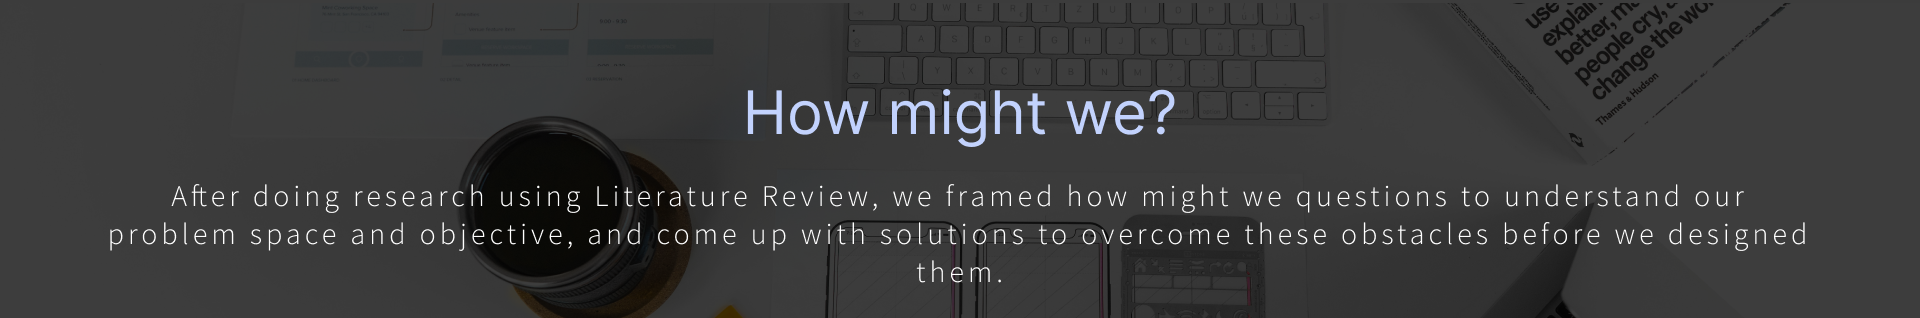 use
explain
better, m
people cry,
change the wo
Thames & Hudson
How might we?
After doing research using Literature Review, we framed how might we questions to understand our
problem space and objective, and come up with solutions to overcome these obstacles before we designed
them.